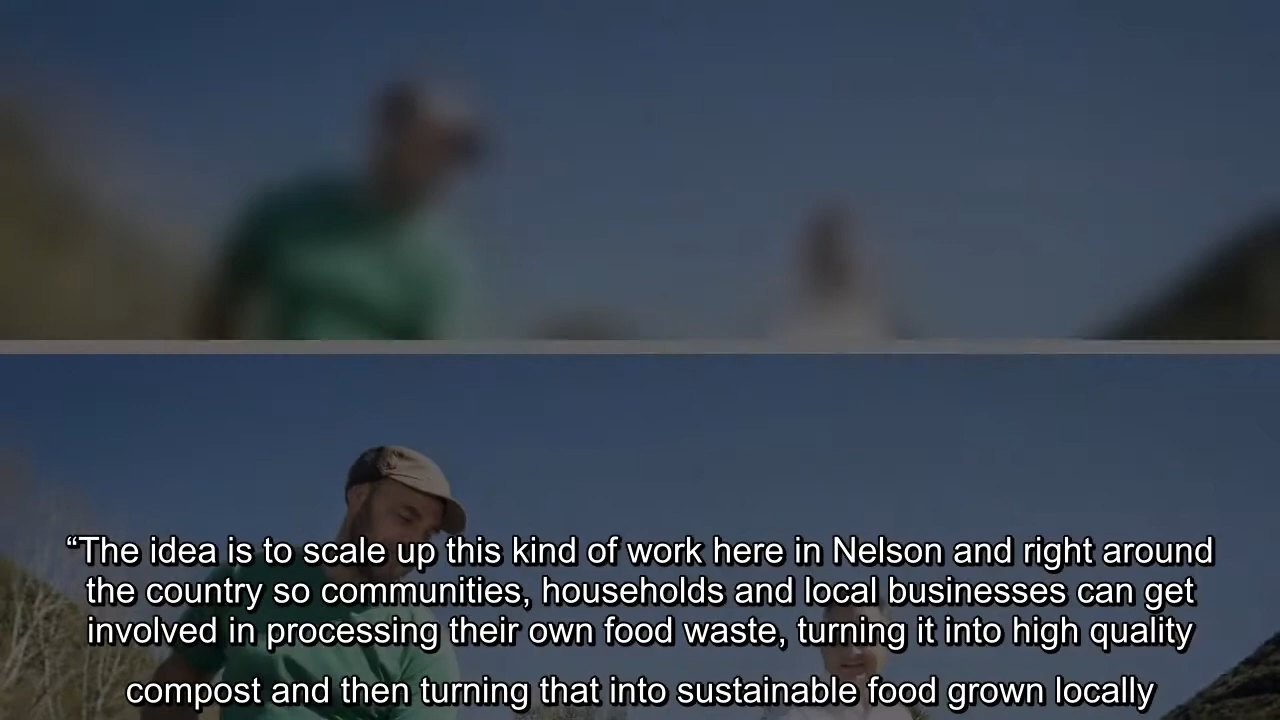 “The idea is to scale up this kind of work here in Nelson and right around
the country so communities, households and local businesses can get
involved in processing their own food waste, turning it into high quality
compost and then turning that into sustainable food grown locally